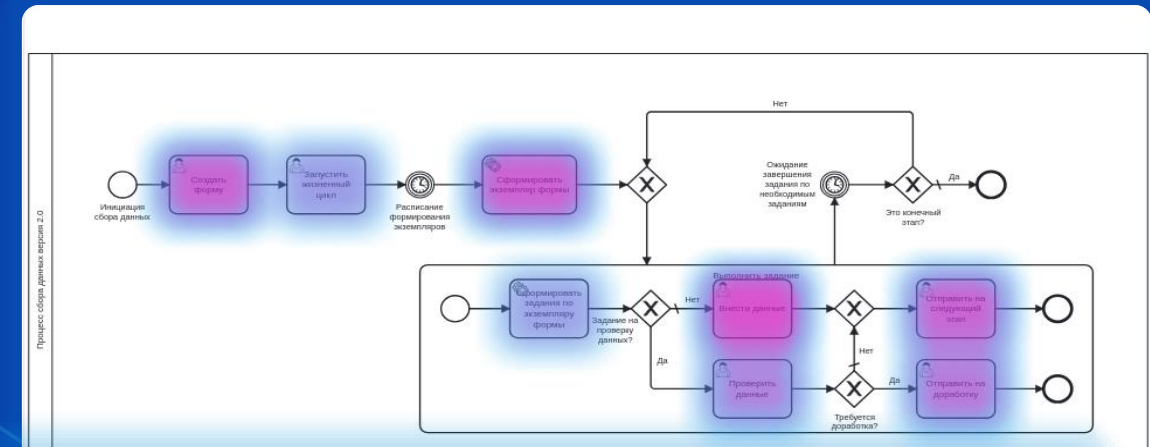 Процесс сбора данных версия 2.0
Инициация
сбора данных
Создать
форму
Запустить
жизненный
цикл
Расписание
формирования
экземпляров
Сформировать
экземпляр формы
Нет
Ожидание
завершения
задания по
необходимым
заданиям
Да
Это конечный
этап?
Выполнить задание
Сформировать
задания по
экземпляру
формы
Задание на
проверку
данных?
Нет
Да
Внести данные
Проверить
данные
Нет
Требуется
доработка?
Да
Отправить на
следующий
этап
Отправить на
доработку